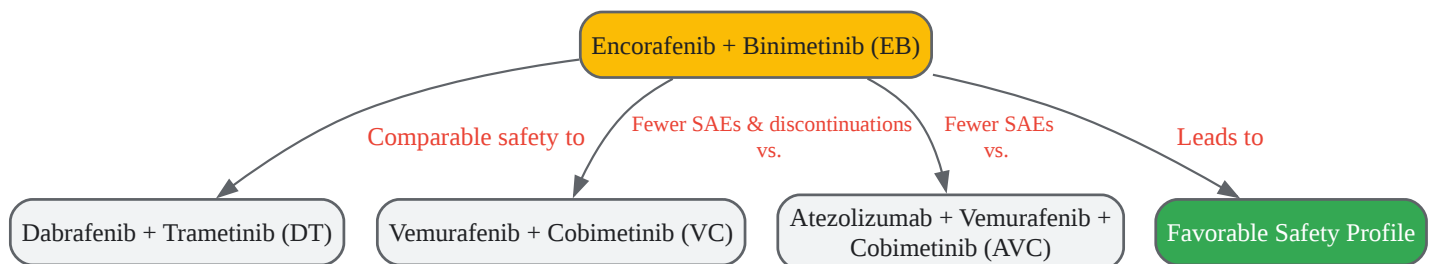 Encorafenib + Binimetinib (EB)
Comparable safety to
Fewer SAEs & discontinuations
vs.
Fewer SAEs
vs.
Leads to
Dabrafenib + Trametinib (DT)
Vemurafenib + Cobimetinib (VC)
Atezolizumab + Vemurafenib +
Cobimetinib (AVC)
Favorable Safety Profile